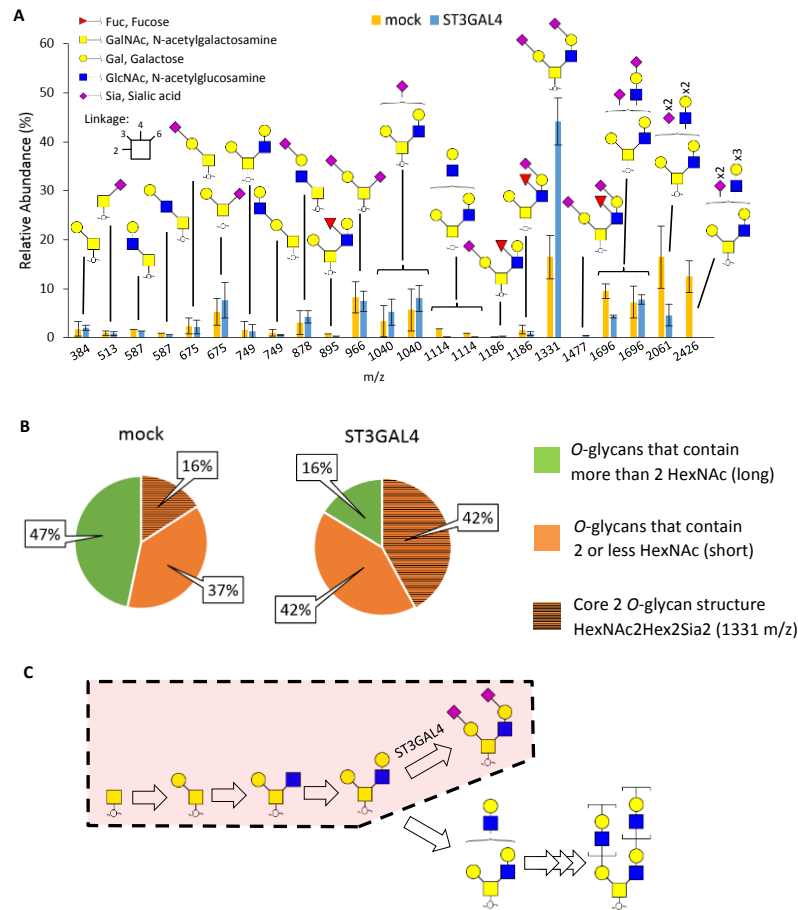 A
mock ST3GAL4
Fuc, Fucose
GalNAc, N-acetylgalactosamine
Gal, Galactose
GlcNAc, N-acetylglucosamine
Sia, Sialic acid
Linkage:
2 3 4 6
Relative Abundance (%)
60
50
40
30
20
10
0
x2
x2
x2
x3
384 513 587 587 675 675 749 749 878 895 966 1040 1040 1114 1114 1186 1186 1331 1477 1696 1696 2061 2426
m/z
B
mock
16%
47%
37%
ST3GAL4
16%
42%
42%
O-glycans that contain
more than 2 HexNAc (long)
O-glycans that contain
2 or less HexNAc (short)
Core 2 O-glycan structure
HexNAc2Hex2Sia2 (1331 m/z)
C
ST3GAL4